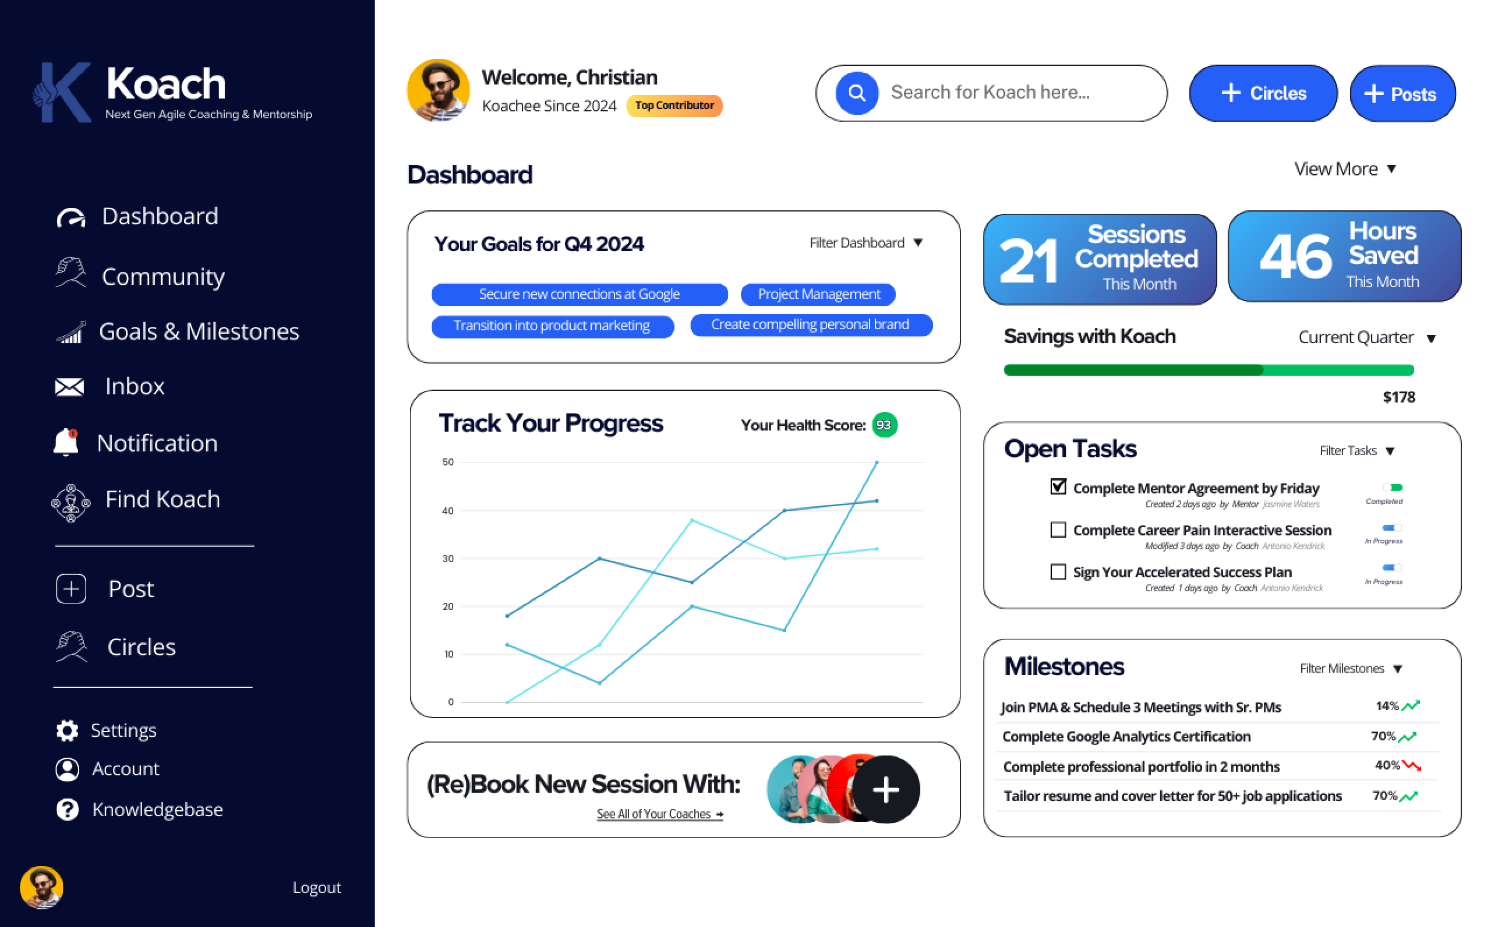 Koach
Next Gen Agile Coaching & Mentorship
Dashboard
Community
Goals & Milestones
Inbox
1
Notification
Find Koach
Post
Circles
Settings
Account
Knowledgebase
Logout
Welcome, Christian
Koachee Since 2024 Top Contributor
Search for Koach here...
+ Circles
+ Posts
Dashboard
View More ▼
Your Goals for Q4 2024
Filter Dashboard ▼
Secure new connections at Google
Project Management
Transition into product marketing
Create compelling personal brand
Track Your Progress
Your Health Score: 93
50
40
30
20
10
0
(Re)Book New Session With:
See All of Your Coaches ➔
21
Sessions
Completed
This Month
46
Hours
Saved
This Month
Savings with Koach
Current Quarter ▼
$178
Open Tasks
Filter Tasks ▼
Complete Mentor Agreement by Friday
Created 2 days ago by Mentor Jasmine Waters
Completed
Complete Career Pain Interactive Session
Modified 3 days ago by Coach Antonio Kendrick
In Progress
Sign Your Accelerated Success Plan
Created 1 days ago by Coach Antonio Kendrick
In Progress
Milestones
Filter Milestones ▼
Join PMA & Schedule 3 Meetings with Sr. PMs 14%
Complete Google Analytics Certification 70%
Complete professional portfolio in 2 months 40%
Tailor resume and cover letter for 50+ job applications 70%